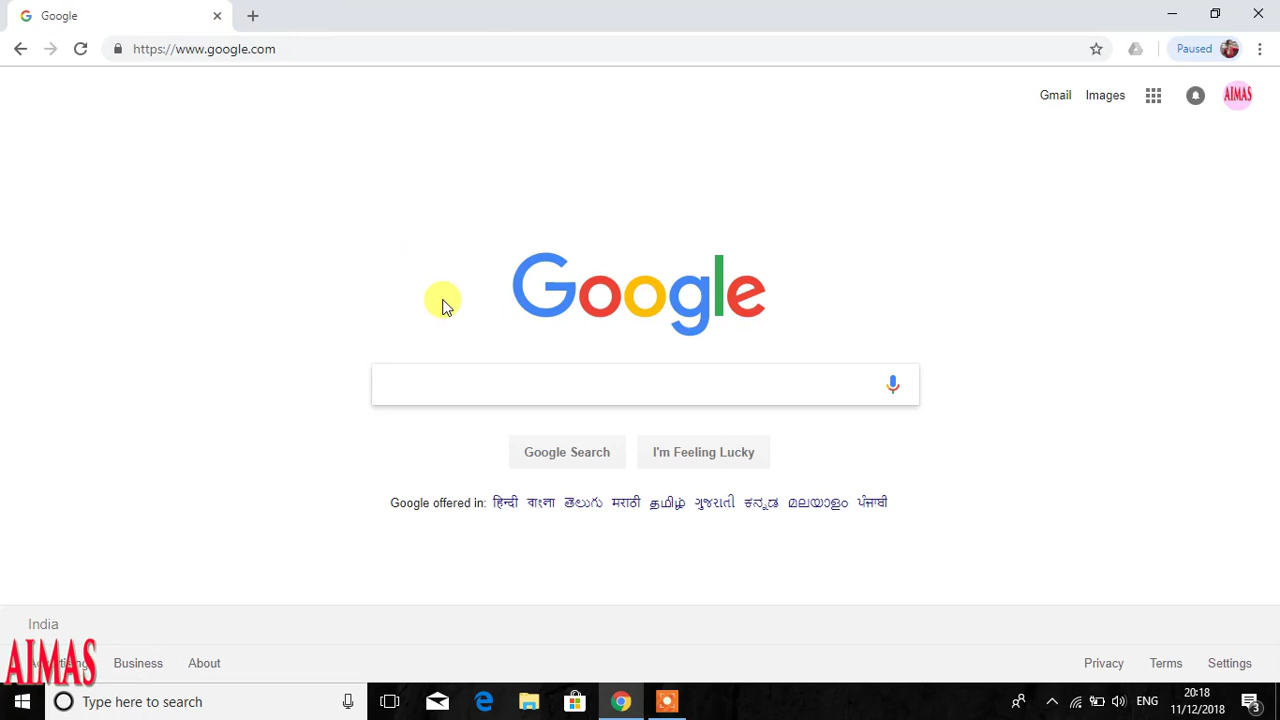 Google
https://www.google.com
Paused
Gmail Images AIMAS
Google
Google Search I'm Feeling Lucky
Google offered in: हिन्दी বাংলা తెలుగు मराठी தமிழ் ગુજરાતી ಕನ್ನಡ മലയാളം ਪੰਜਾਬੀ
India
AIMAS
Advertising Business About Privacy Terms Settings
Type here to search ENG 20:18
11/12/2018 3